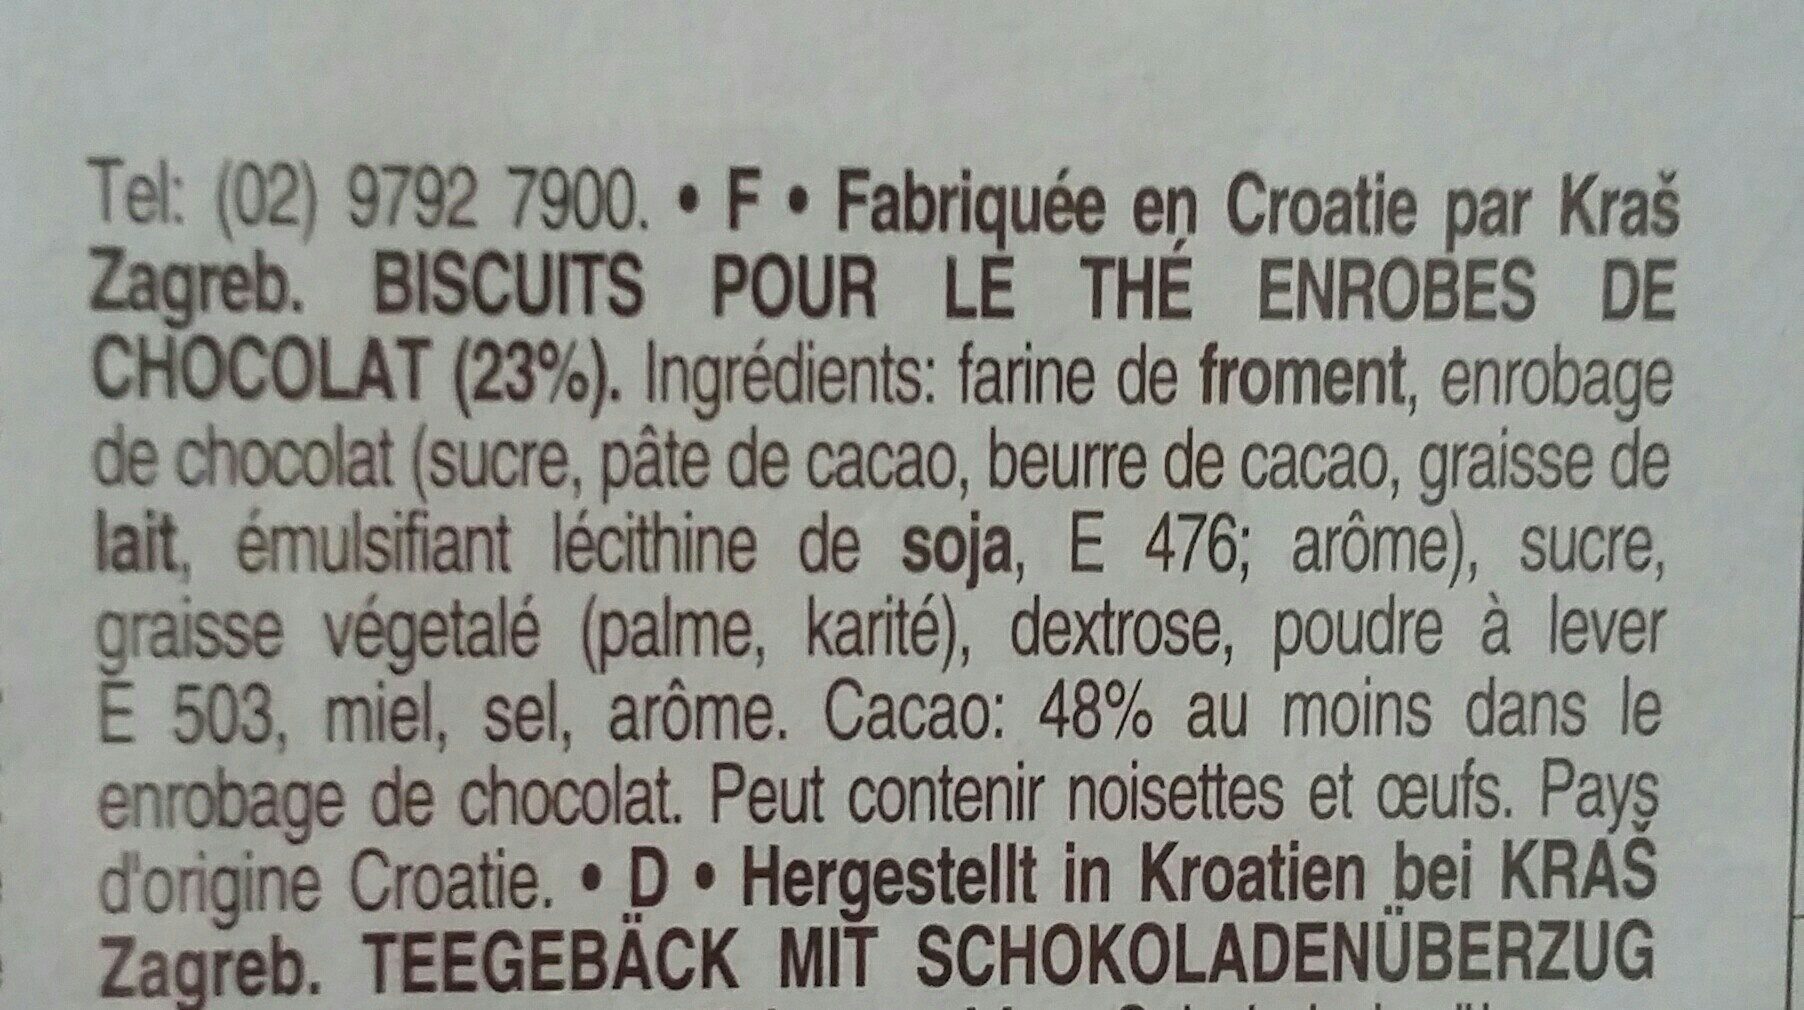 Tel: (02) 9792 7900. • F • Fabriquée en Croatie par Kraš
Zagreb. BISCUITS POUR LE THÉ ENROBES DE
CHOCOLAT (23%). Ingrédients: farine de froment, enrobage
de chocolat (sucre, pâte de cacao, beurre de cacao, graisse de
lait, émulsifiant lécithine de soja, E 476; arôme), sucre,
graisse végetalé (palme, karité), dextrose, poudre à lever
E 503, miel, sel, arôme. Cacao: 48% au moins dans le
enrobage de chocolat. Peut contenir noisettes et œufs. Pays
d'origine Croatie. • D • Hergestellt in Kroatien bei KRAŠ
Zagreb. TEEGEBÄCK MIT SCHOKOLADENÜBERZUG